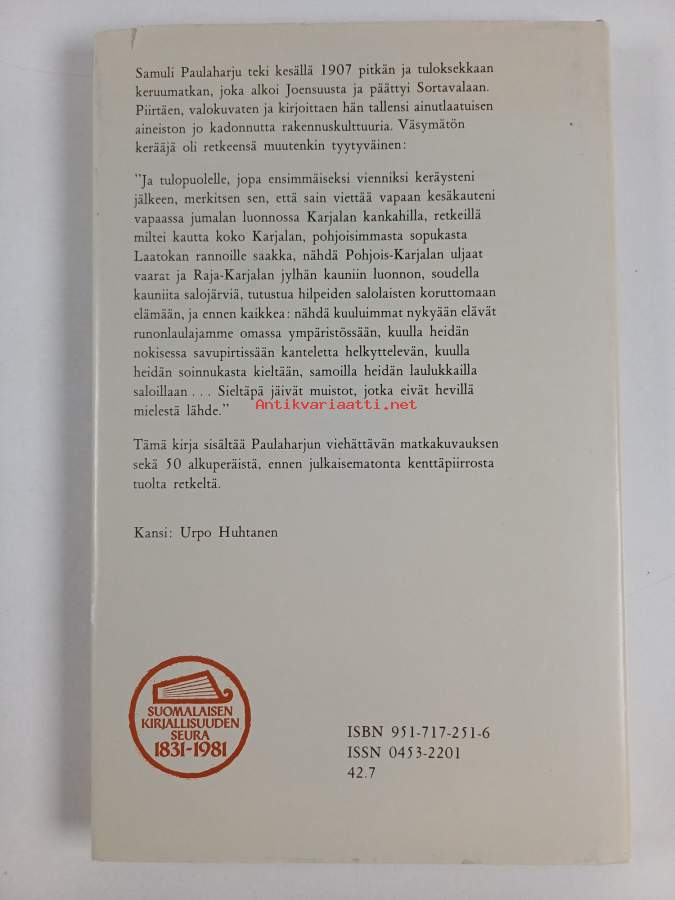 Samuli Paulaharju teki kesällä 1907 pitkän ja tuloksekkaan
keruumatkan, joka alkoi Joensuusta ja päättyi Sortavalaan.
Piirtäen, valokuvaten ja kirjoittaen hän tallensi ainutlaatuisen
aineiston jo kadonnutta rakennuskulttuuria. Väsymätön
kerääjä oli retkeensä muutenkin tyytyväinen:
"Ja tulopuolelle, jopa ensimmäiseksi vienniksi keräysteni
jälkeen, merkitsen sen, että sain viettää vapaan kesäkauteni
vapaassa jumalan luonnossa Karjalan kankahilla, retkeillä
miltei kautta koko Karjalan, pohjoisimmasta sopukasta
Laatokan rannoille saakka, nähdä Pohjois-Karjalan uljaat
vaarat ja Raja-Karjalan jylhän kauniin luonnon, soudella
kauniita salojärviä, tutustua hilpeiden salolaisten koruttomaan
elämään, ja ennen kaikkea: nähdä kuuluimmat nykyään elävät
runonlaulajamme omassa ympäristössään, kuulla heidän
nokisessa savupirtissään kanteletta helkyttelevän, kuulla
heidän soinnukasta kieltään, samoilla heidän laulukkailla
saloillaan . . . Sieltäpä jäivät muistot, jotka eivät hevillä
mielestä lähde."
Antikvariaatti.net
Tämä kirja sisältää Paulaharjun viehättävän matkakuvauksen
sekä 50 alkuperäistä, ennen julkaisematonta kenttäpiirrosta
tuolta retkeltä.
Kansi: Urpo Huhtanen
SUOMALAISEN
KIRJALLISUUDEN
SEURA
1831-1981
ISBN 951-717-251-6
ISSN 0453-2201
42.7